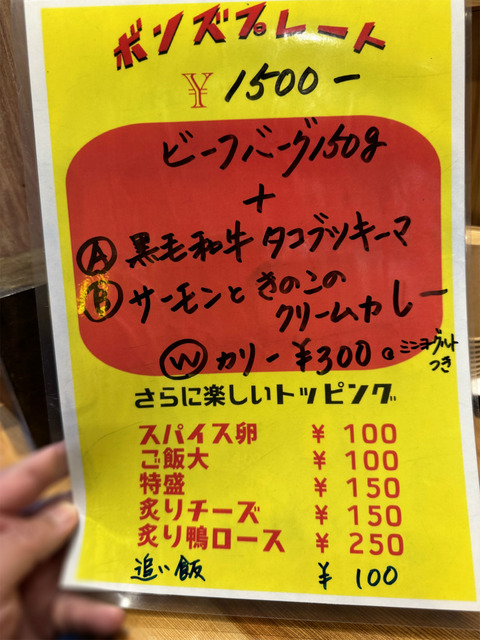 ボンズプレート
¥1500-
ビーフバーグ150g
+
Ⓐ黒毛和牛タコブツキーマ
Ⓑサーモンときのこの
クリームカレー
Ⓦカリー¥300。ミニヨーグルト
つき
さらに楽しいトッピング
スパイス卵 ¥100
ご飯大 ¥100
特盛 ¥150
炙りチーズ ¥150
炙り鴨ロース ¥250
追い飯 ¥100